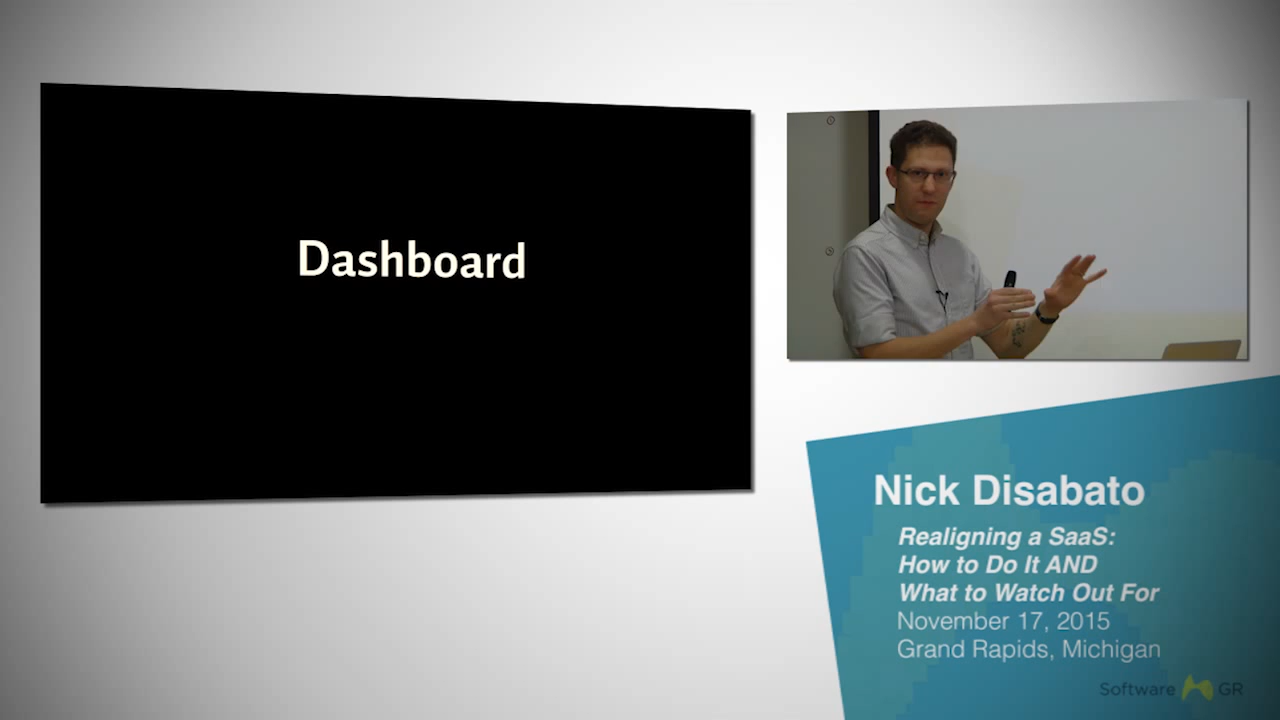 Dashboard
Nick Disabato
Realigning a SaaS:
How to Do It AND
What to Watch Out For
November 17, 2015
Grand Rapids, Michigan
Software GR